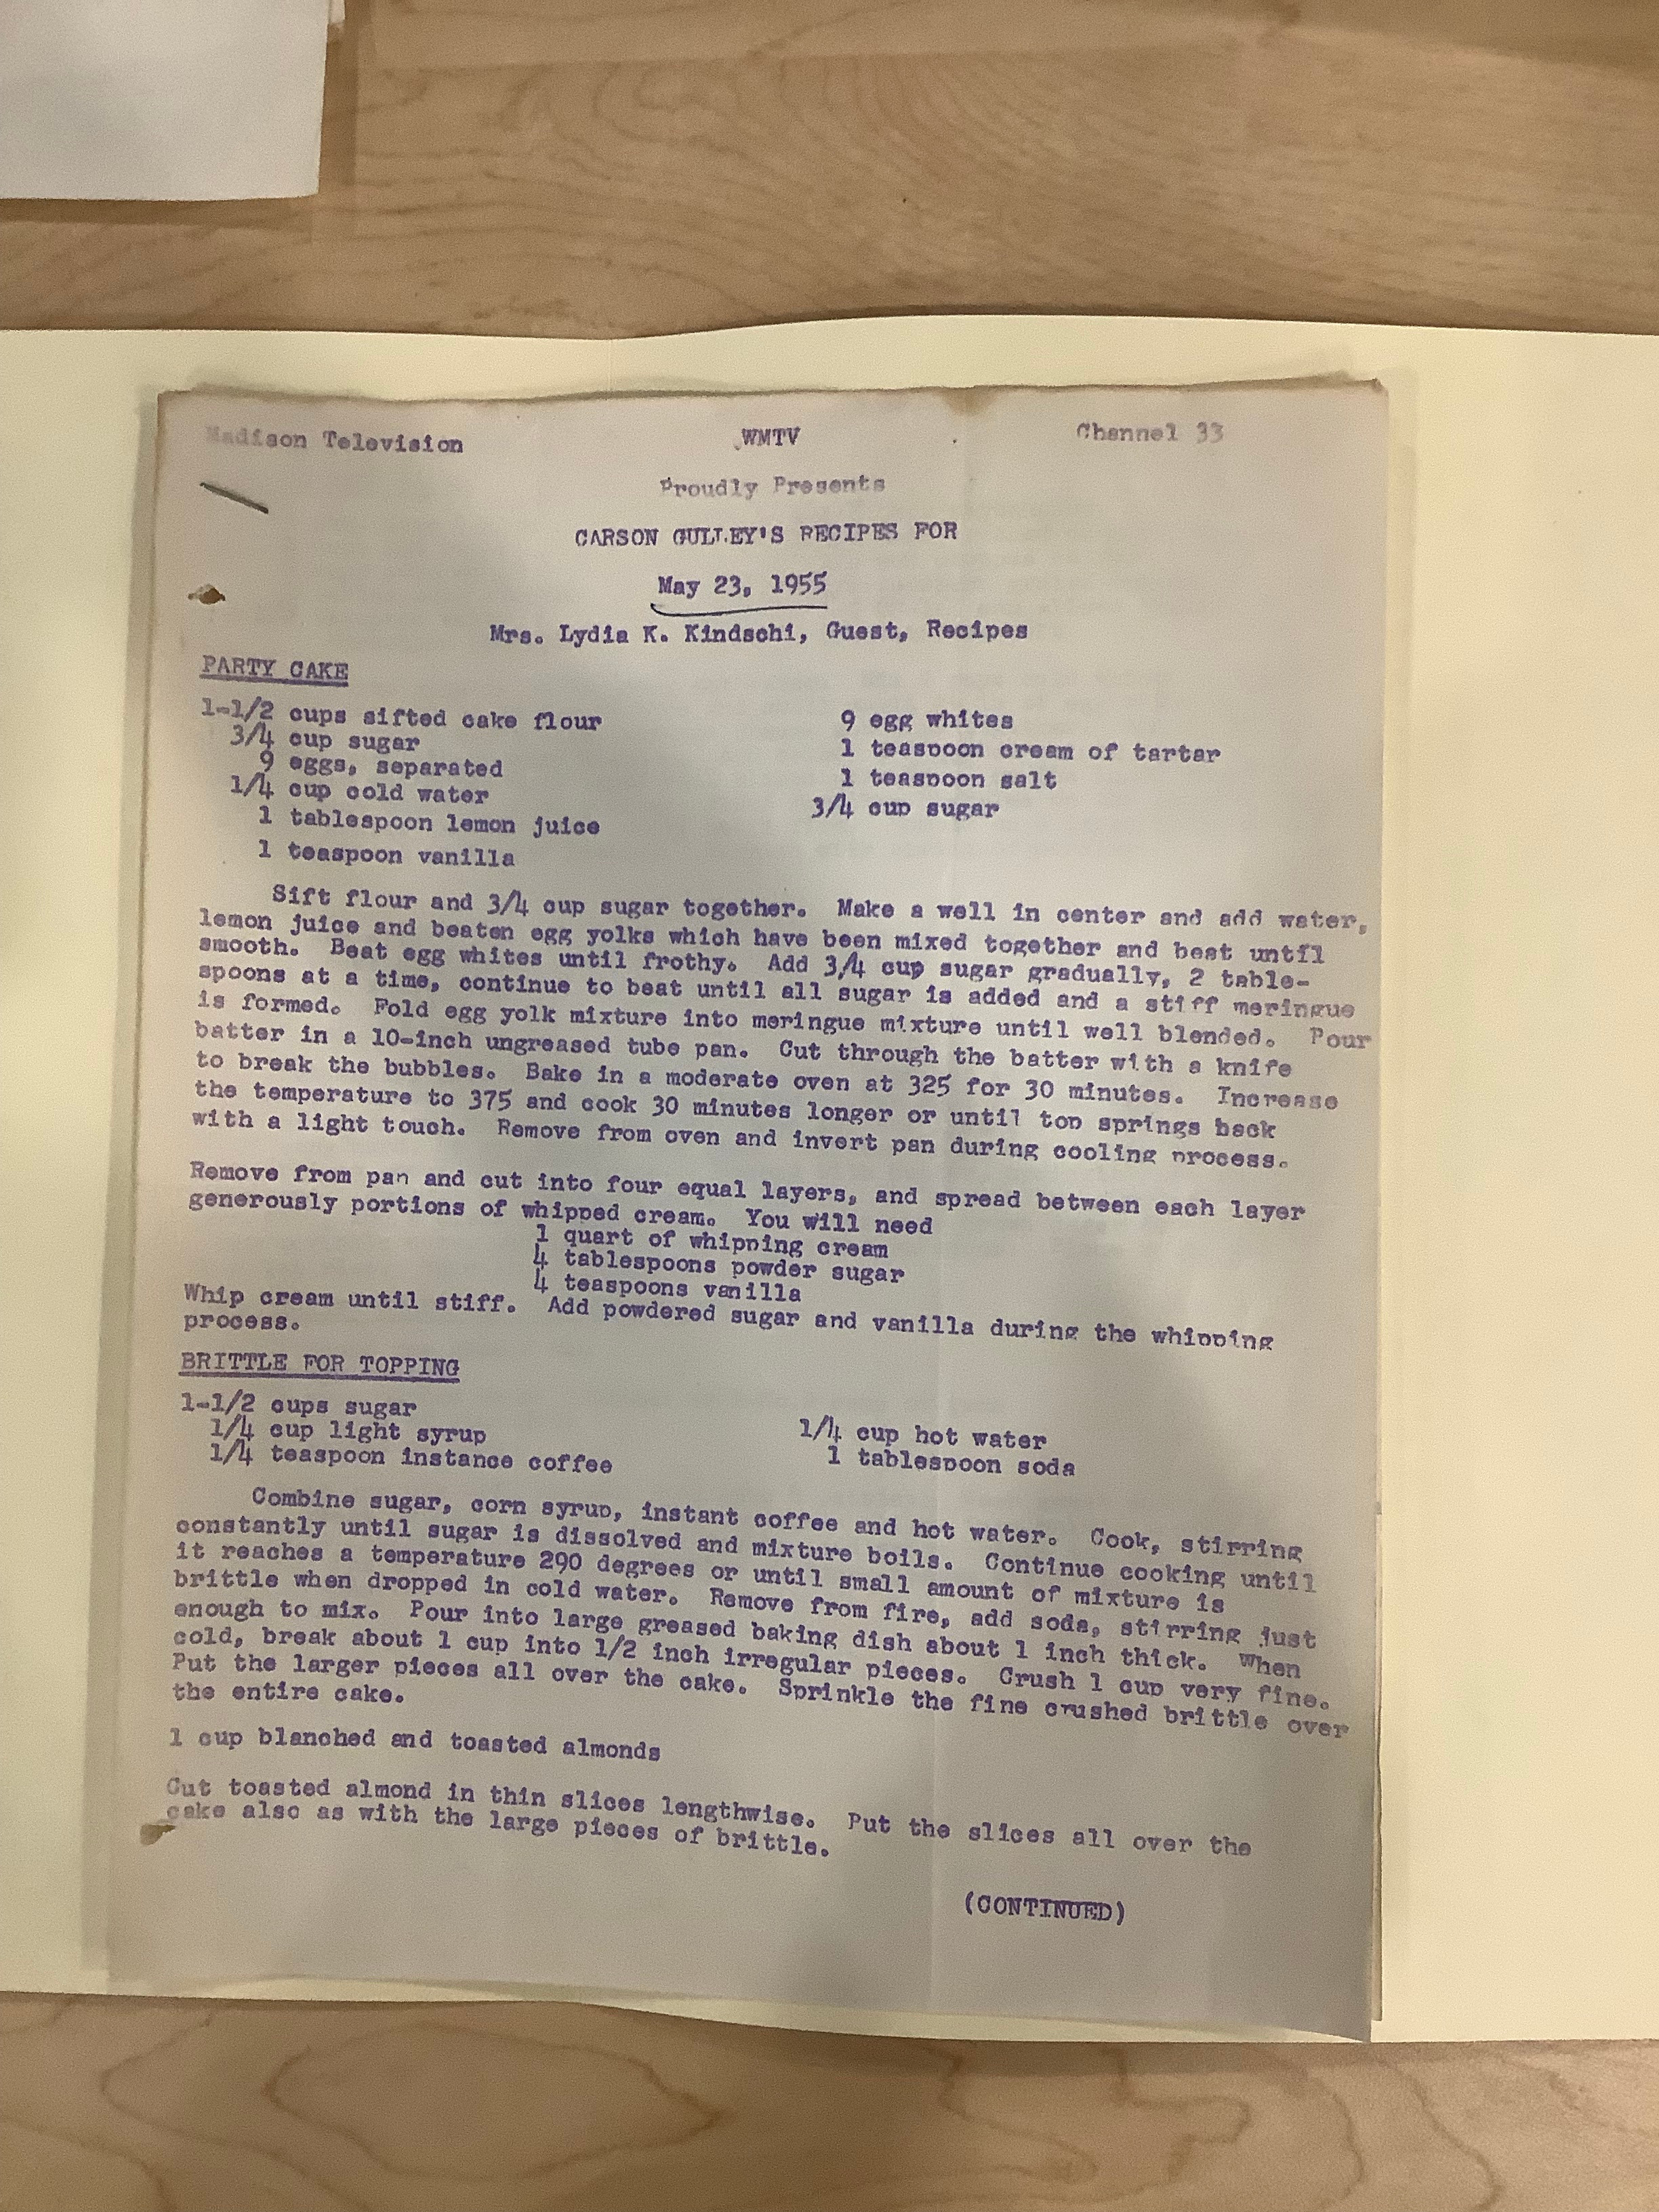 Madison Television WMTV Channel 33
Proudly Presents
CARSON GULLEY'S RECIPES FOR
May 23, 1955
Mrs. Lydia K. Kindschi, Guest, Recipes
PARTY CAKE
1-1/2 cups sifted cake flour 9 egg whites
3/4 cup sugar 1 teaspoon cream of tartar
9 eggs, separated 1 teaspoon salt
1/4 cup cold water 3/4 cup sugar
1 tablespoon lemon juice
1 teaspoon vanilla
Sift flour and 3/4 cup sugar together. Make a well in center and add water,
lemon juice and beaten egg yolks which have been mixed together and beat until
smooth. Beat egg whites until frothy. Add 3/4 cup sugar gradually, 2 table-
spoons at a time, continue to beat until all sugar is added and a stiff meringue
is formed. Fold egg yolk mixture into meringue mixture until well blended. Pour
batter in a 10-inch ungreased tube pan. Cut through the batter with a knife
to break the bubbles. Bake in a moderate oven at 325 for 30 minutes. Increase
the temperature to 375 and cook 30 minutes longer or until top springs back
with a light touch. Remove from oven and invert pan during cooling process.
Remove from pan and cut into four equal layers, and spread between each layer
generously portions of whipped cream. You will need
1 quart of whipping cream
4 tablespoons powder sugar
4 teaspoons vanilla
Whip cream until stiff. Add powdered sugar and vanilla during the whipping
process.
BRITTLE FOR TOPPING
1-1/2 cups sugar
1/4 cup light syrup 1/4 cup hot water
1/4 teaspoon instance coffee 1 tablespoon soda
Combine sugar, corn syrup, instant coffee and hot water. Cook, stirring
constantly until sugar is dissolved and mixture boils. Continue cooking until
it reaches a temperature 290 degrees or until small amount of mixture is
brittle when dropped in cold water. Remove from fire, add soda, stirring just
enough to mix. Pour into large greased baking dish about 1 inch thick. When
cold, break about 1 cup into 1/2 inch irregular pieces. Crush 1 cup very fine.
Put the larger pieces all over the cake. Sprinkle the fine crushed brittle over
the entire cake.
1 cup blanched and toasted almonds
Cut toasted almond in thin slices lengthwise. Put the slices all over the
cake also as with the large pieces of brittle.
(CONTINUED)